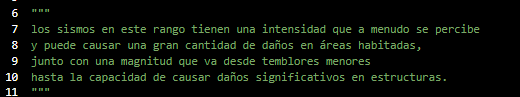 6 """
7 los sismos en este rango tienen una intensidad que a menudo se percibe
8 y puede causar una gran cantidad de daños en áreas habitadas,
9 junto con una magnitud que va desde temblores menores
10 hasta la capacidad de causar daños significativos en estructuras.
11 """